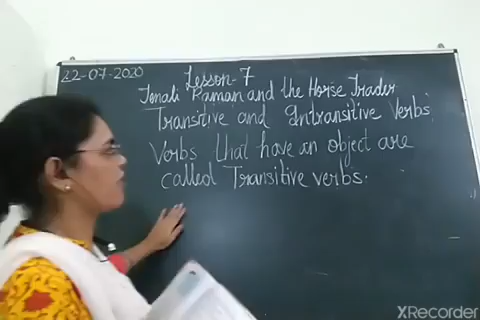 22-07-2020
Lesson-7
Tenali Raman and the Horse Trader
Transitive and Intransitive Verbs
Verbs that have an object are
called Transitive verbs.
XRecorder